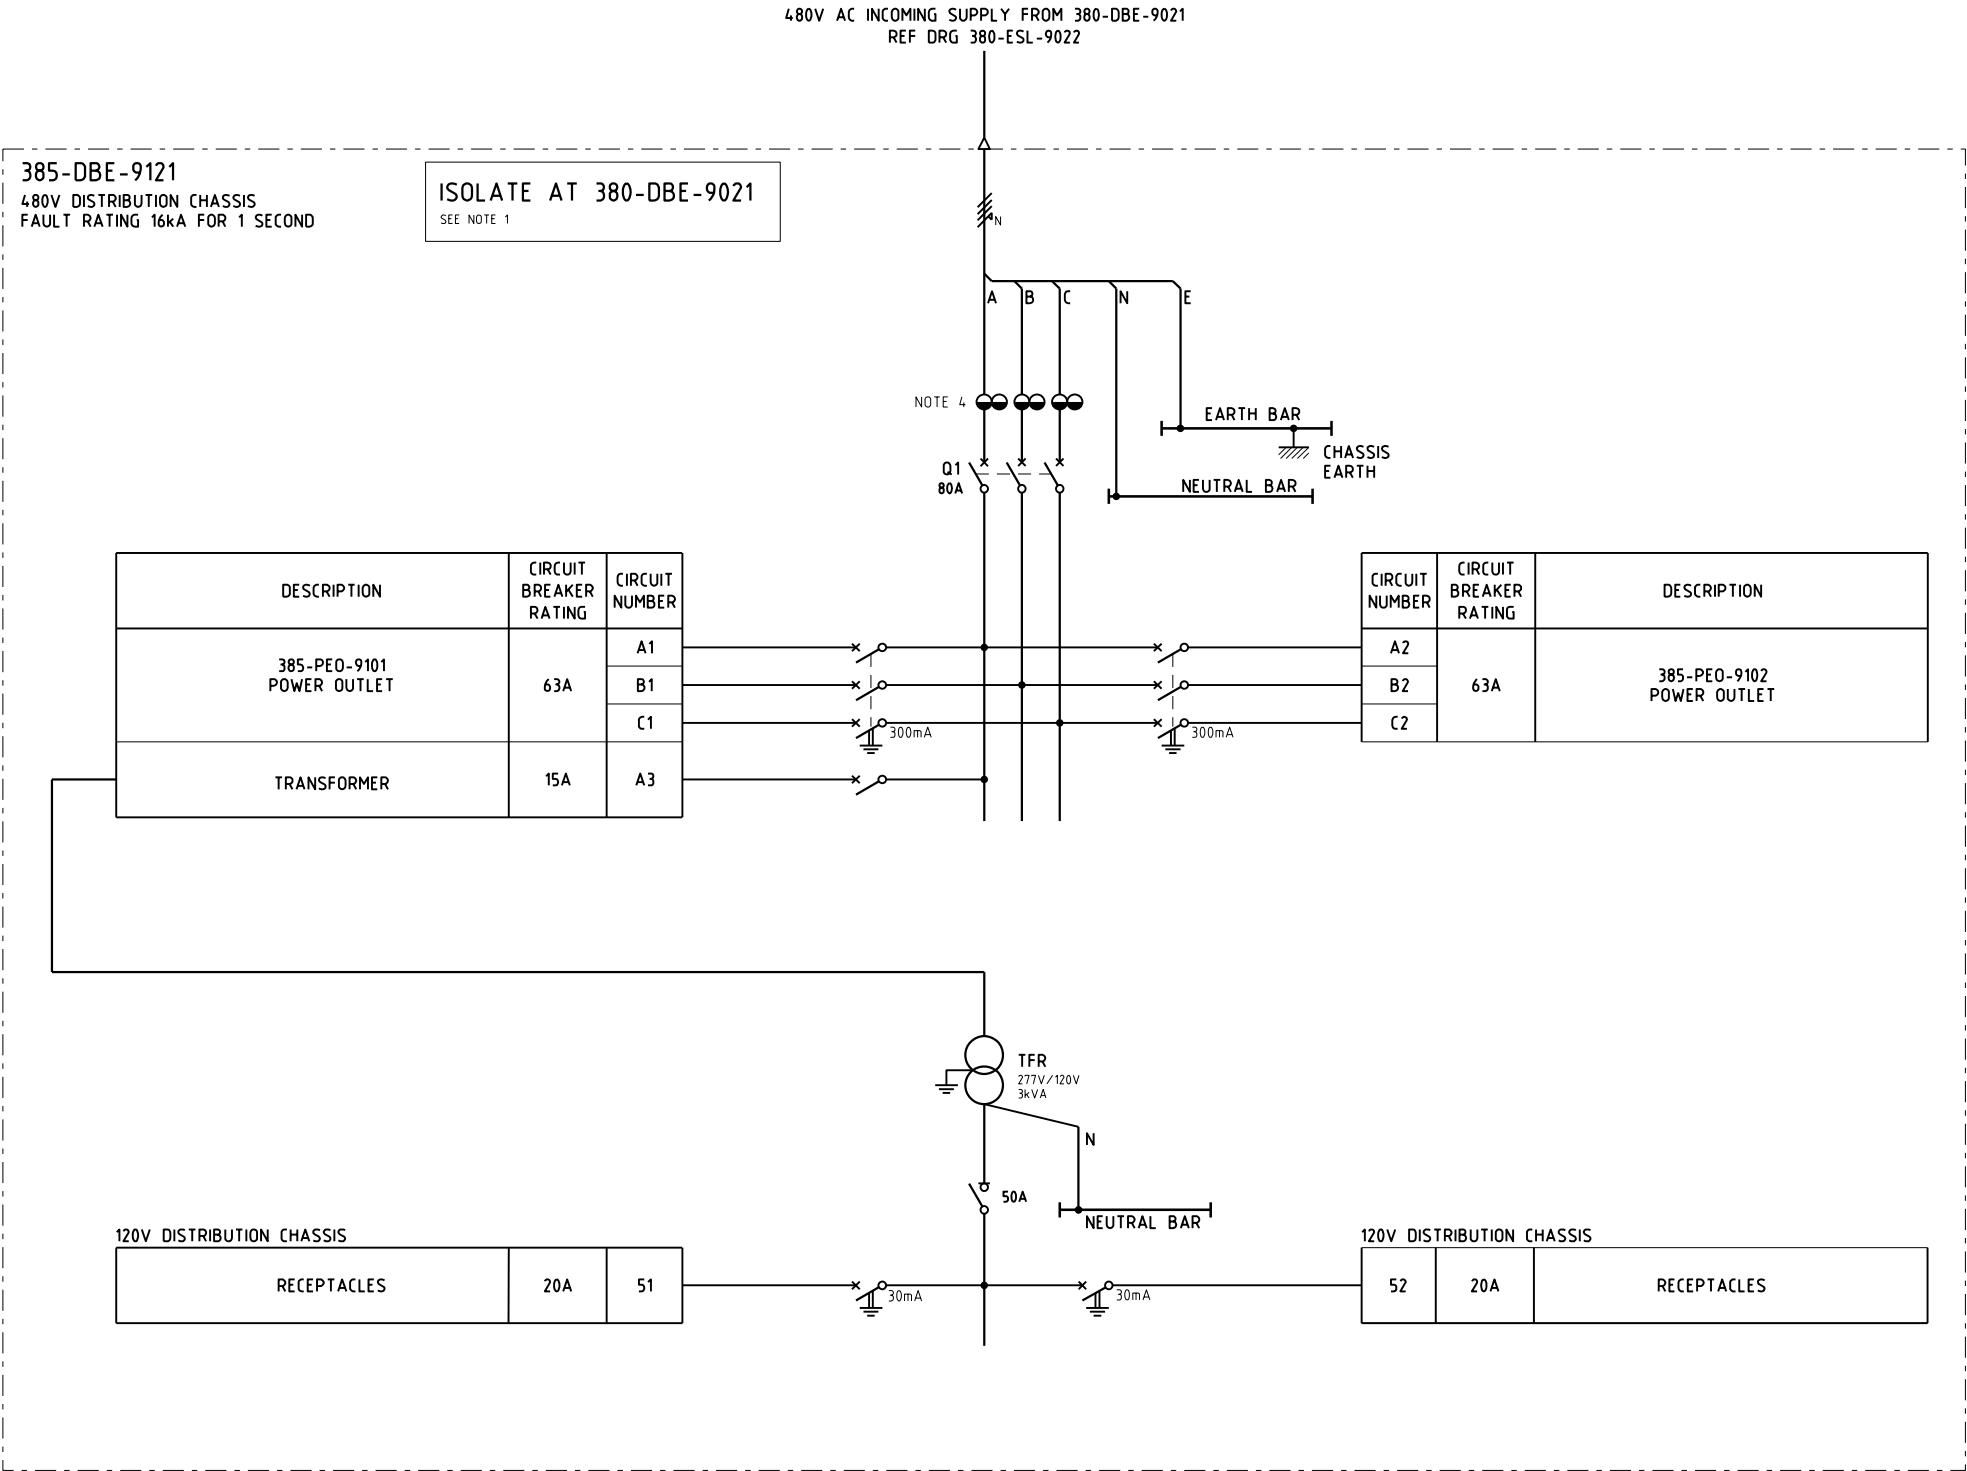 480V AC INCOMING SUPPLY FROM 380-DBE-9021
REF DRG 380-ESL-9022
385-DBE-9121
480V DISTRIBUTION CHASSIS
FAULT RATING 16kA FOR 1 SECOND
ISOLATE AT 380-DBE-9021
SEE NOTE 1
N
A B C N E
NOTE 4
EARTH BAR
CHASSIS
EARTH
Q1
80A
NEUTRAL BAR
DESCRIPTION
CIRCUIT
BREAKER
RATING
CIRCUIT
NUMBER
385-PEO-9101
POWER OUTLET
63A
A1
B1
C1
300mA
TRANSFORMER
15A
A3
CIRCUIT
NUMBER
CIRCUIT
BREAKER
RATING
DESCRIPTION
A2
B2
C2
63A
385-PEO-9102
POWER OUTLET
300mA
TFR
277V/120V
3kVA
N
50A
NEUTRAL BAR
120V DISTRIBUTION CHASSIS
RECEPTACLES
20A
51
30mA
30mA
120V DISTRIBUTION CHASSIS
52
20A
RECEPTACLES